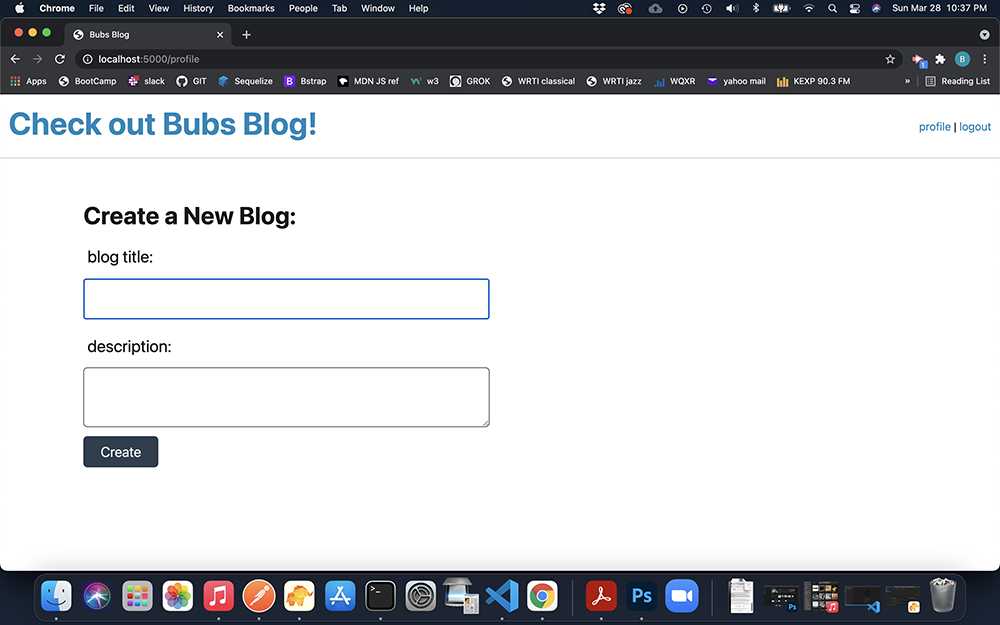 Chrome File Edit View History Bookmarks People Tab Window Help Sun Mar 28 10:37 PM
Bubs Blog
localhost:5000/profile B
Apps BootCamp slack GIT Sequelize B Bstrap MDN JS ref w3 GROK WRTI classical WRTI jazz WQXR yahoo mail KEXP 90.3 FM » Reading List
Check out Bubs Blog!
profile | logout
Create a New Blog:
blog title:
description:
Create
Ps